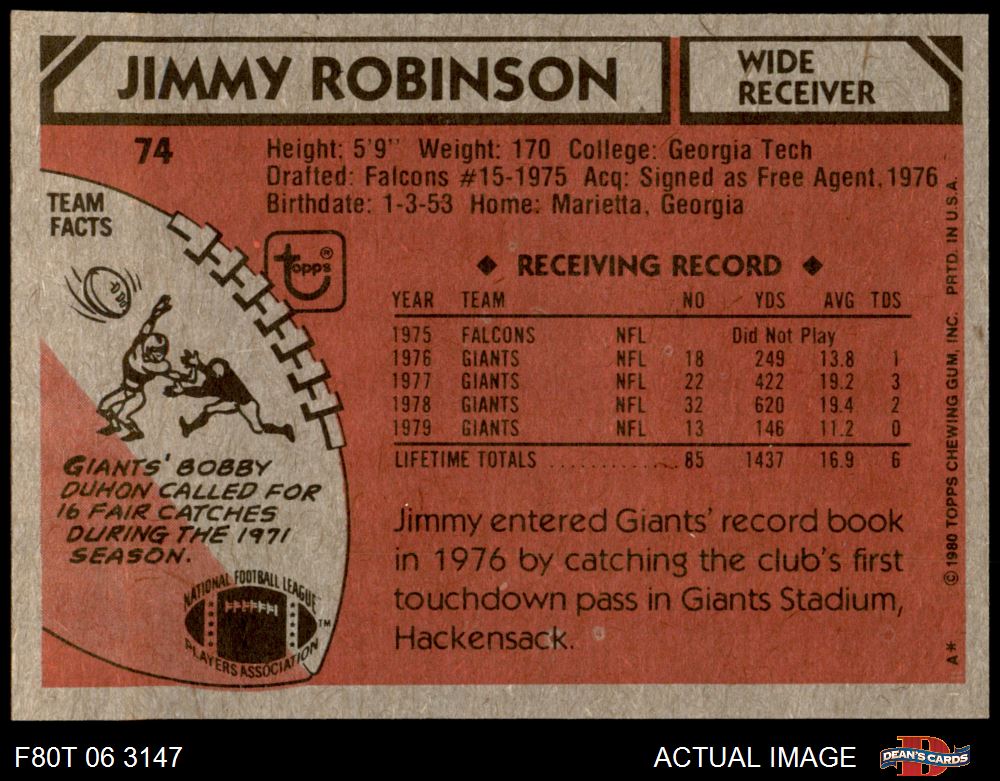 JIMMY ROBINSON
WIDE
RECEIVER
74
Height: 5'9" Weight: 170 College: Georgia Tech
Drafted: Falcons #15-1975 Acq: Signed as Free Agent, 1976
Birthdate: 1-3-53 Home: Marietta, Georgia
TEAM
FACTS
topps®
GIANTS' BOBBY
DUHON CALLED FOR
16 FAIR CATCHES
DURING THE 1971
SEASON.
NATIONAL FOOTBALL LEAGUE
PLAYERS ASSOCIATION
TM
◆ RECEIVING RECORD ◆
YEAR TEAM NO YDS AVG TDS
1975 FALCONS NFL Did Not Play
1976 GIANTS NFL 18 249 13.8 1
1977 GIANTS NFL 22 422 19.2 3
1978 GIANTS NFL 32 620 19.4 2
1979 GIANTS NFL 13 146 11.2 0
LIFETIME TOTALS ............ 85 1437 16.9 6
Jimmy entered Giants' record book
in 1976 by catching the club's first
touchdown pass in Giants Stadium,
Hackensack.
A* © 1980 TOPPS CHEWING GUM, INC. PRTD. IN U.S.A.
F80T 06 3147
ACTUAL IMAGE
D
DEAN'S CARDS